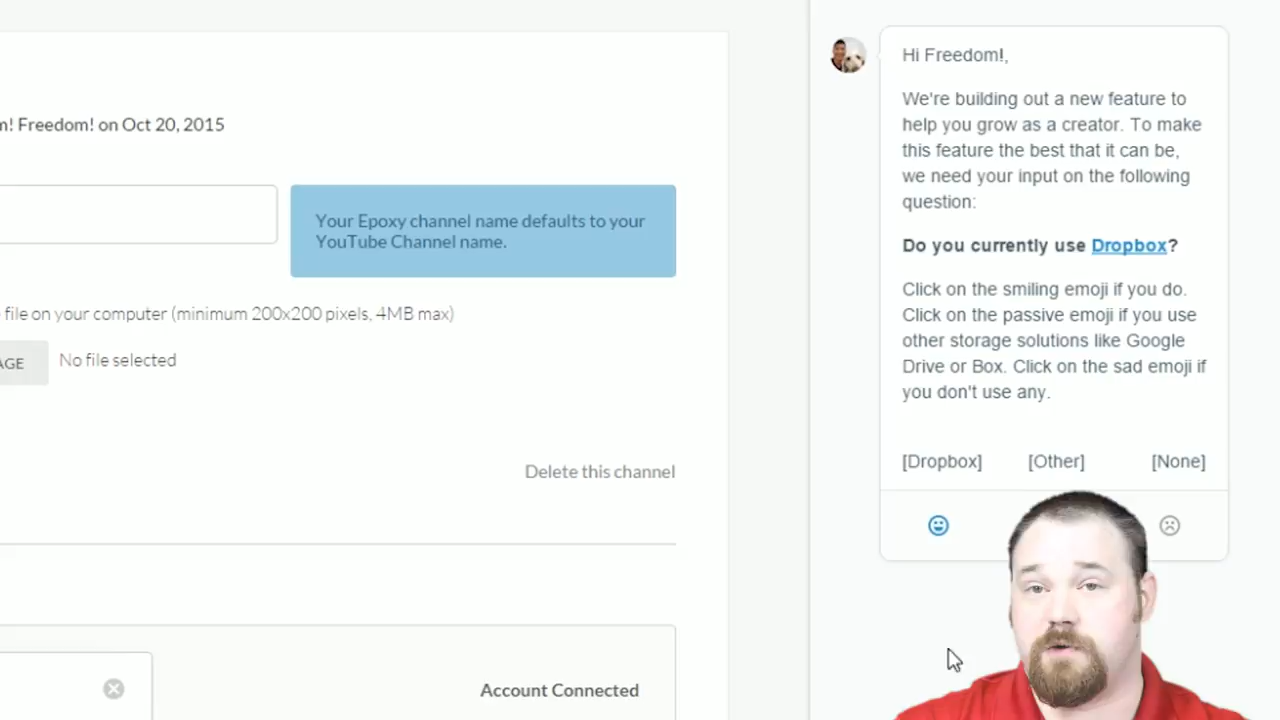 m! Freedom! on Oct 20, 2015
Your Epoxy channel name defaults to your
YouTube Channel name.
file on your computer (minimum 200x200 pixels, 4MB max)
AGE
No file selected
Delete this channel
Account Connected
Hi Freedom!,
We're building out a new feature to
help you grow as a creator. To make
this feature the best that it can be,
we need your input on the following
question:
Do you currently use Dropbox?
Click on the smiling emoji if you do.
Click on the passive emoji if you use
other storage solutions like Google
Drive or Box. Click on the sad emoji if
you don't use any.
[Dropbox] [Other] [None]